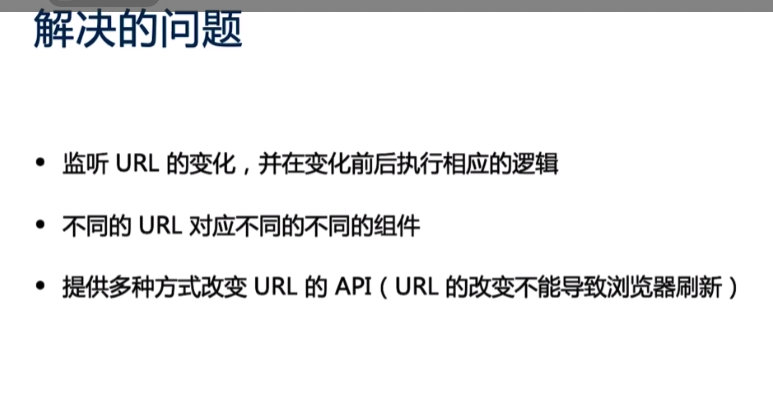 解决的问题
• 监听 URL 的变化，并在变化前后执行相应的逻辑
• 不同的 URL 对应不同的不同的组件
• 提供多种方式改变 URL 的 API（URL 的改变不能导致浏览器刷新）